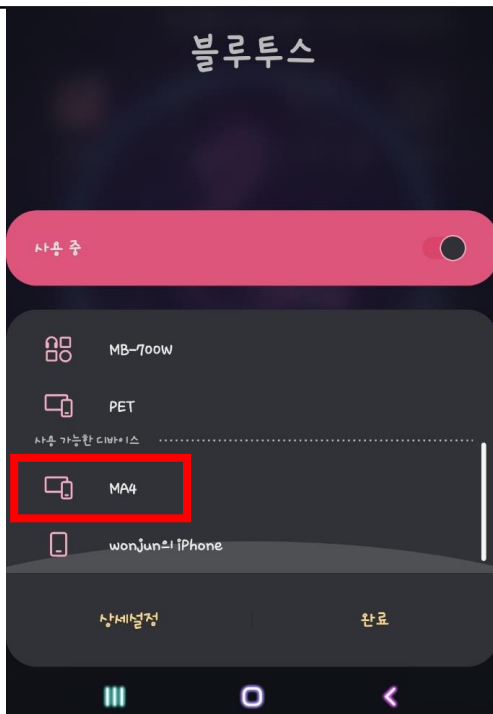 블루투스
사용 중
MB-700W
PET
사용 가능한 디바이스
MA4
wonjun의 iPhone
상세설정
완료